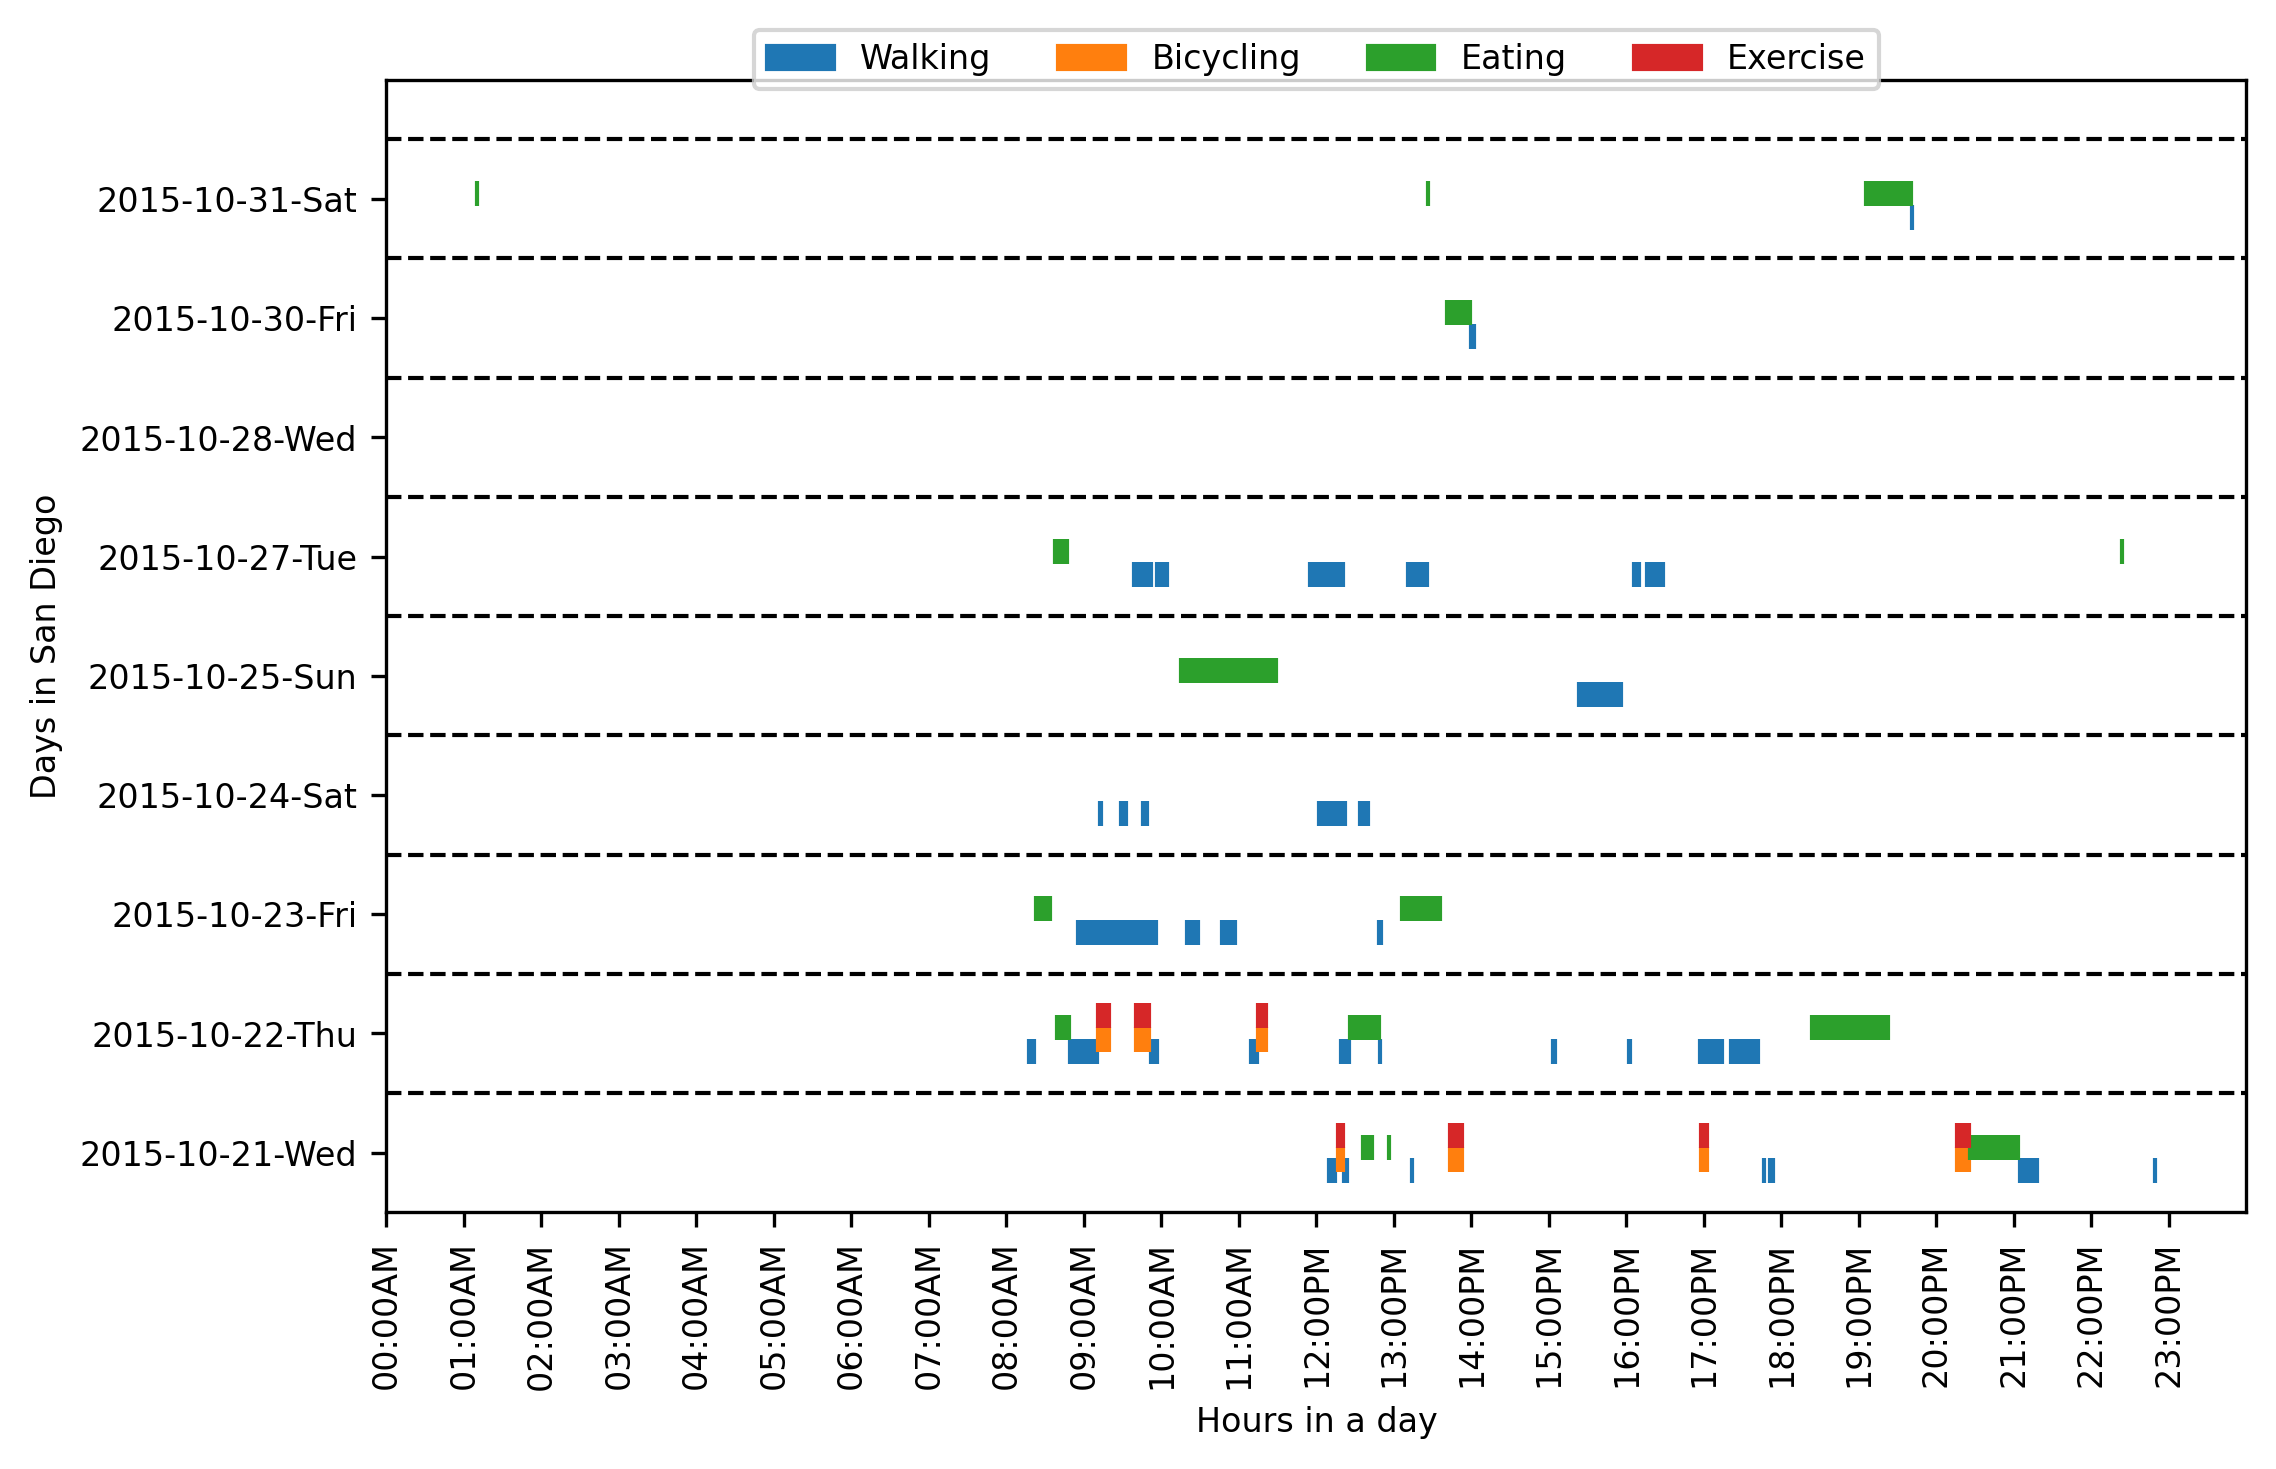 Walking Bicycling Eating Exercise
2015-10-31-Sat
2015-10-30-Fri
2015-10-28-Wed
2015-10-27-Tue
2015-10-25-Sun
2015-10-24-Sat
2015-10-23-Fri
2015-10-22-Thu
2015-10-21-Wed
Days in San Diego
00:00AM
01:00AM
02:00AM
03:00AM
04:00AM
05:00AM
06:00AM
07:00AM
08:00AM
09:00AM
10:00AM
11:00AM
12:00PM
13:00PM
14:00PM
15:00PM
16:00PM
17:00PM
18:00PM
19:00PM
20:00PM
21:00PM
22:00PM
23:00PM
Hours in a day